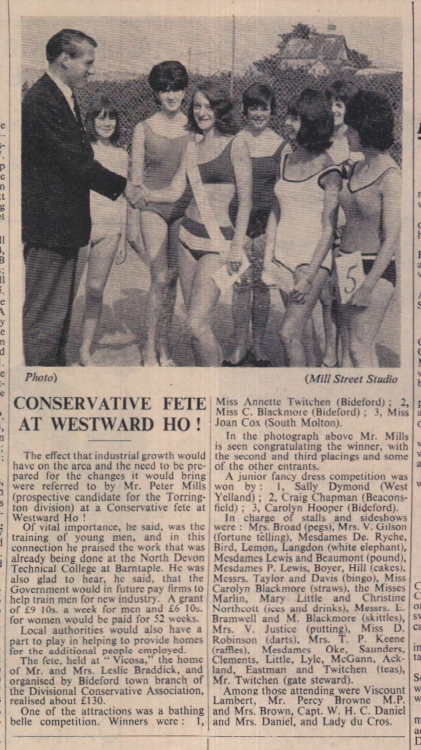 5
Photo)
(Mill Street Studio
CONSERVATIVE FETE
AT WESTWARD HO !
The effect that industrial growth would
have on the area and the need to be pre-
pared for the changes it would bring
were referred to by Mr. Peter Mills
(prospective candidate for the Torring-
ton division) at a Conservative fete at
Westward Ho !
Of vital importance, he said, was the
training of young men, and in this
connection he praised the work that was
already being done at the North Devon
Technical College at Barntaple. He was
also glad to hear, he said, that the
Government would in future pay firms to
help train men for new industry. A grant
of £9 10s. a week for men and £6 10s.
for women would be paid for 52 weeks.
Local authorities would also have a
part to play in helping to provide homes
for the additional people employed.
The fete, held at " Vicosa," the home
of Mr. and Mrs. Leslie Braddick, and
organised by Bideford town branch of
the Divisional Conservative Association,
realised about £130.
One of the attractions was a bathing
belle competition. Winners were : 1,
Miss Annette Twitchen (Bideford) ; 2,
Miss C. Blackmore (Bideford) ; 3, Miss
Joan Cox (South Molton).
In the photograph above Mr. Mills
is seen congratulating the winner, with
the second and third placings and some
of the other entrants.
A junior fancy dress competition was
won by : 1, Sally Dymond (West
Yelland) ; 2, Craig Chapman (Beacons-
field) ; 3, Carolyn Hooper (Bideford).
In charge of stalls and sideshows
were : Mrs. Broad (pegs), Mrs. V. Gilson
(fortune telling), Mesdames De. Ryche,
Bird, Lemon, Langdon (white elephant),
Mesdames Lewis and Beaumont (pound),
Mesdames P. Lewis, Boyer, Hill (cakes),
Messrs. Taylor and Davis (bingo), Miss
Carolyn Blackmore (straws), the Misses
Marlin, Mary Little and Christine
Northcott (ices and drinks), Messrs. E.
Bramwell and M. Blackmore (skittles),
Mrs. V. Justice (putting), Miss D.
Robinson (darts), Mrs. T. P. Keene
(raffles), Mesdames Oke, Saunders,
Clements, Little, Lyle, McGann, Ack-
land, Eastman and Twitchen (teas),
Mr. Twitchen (gate steward).
Among those attending were Viscount
Lambert, Mr. Percy Browne M.P.
and Mrs. Brown, Capt. W. H. C. Daniel
and Mrs. Daniel, and Lady du Cros.